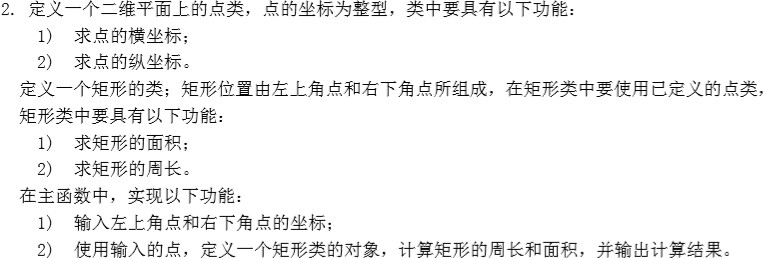 2. 定义一个二维平面上的点类，点的坐标为整型，类中要具有以下功能：
1) 求点的横坐标；
2) 求点的纵坐标。
定义一个矩形的类；矩形位置由左上角点和右下角点所组成，在矩形类中要使用已定义的点类，
矩形类中要具有以下功能：
1) 求矩形的面积；
2) 求矩形的周长。
在主函数中，实现以下功能：
1) 输入左上角点和右下角点的坐标；
2) 使用输入的点，定义一个矩形类的对象，计算矩形的周长和面积，并输出计算结果。